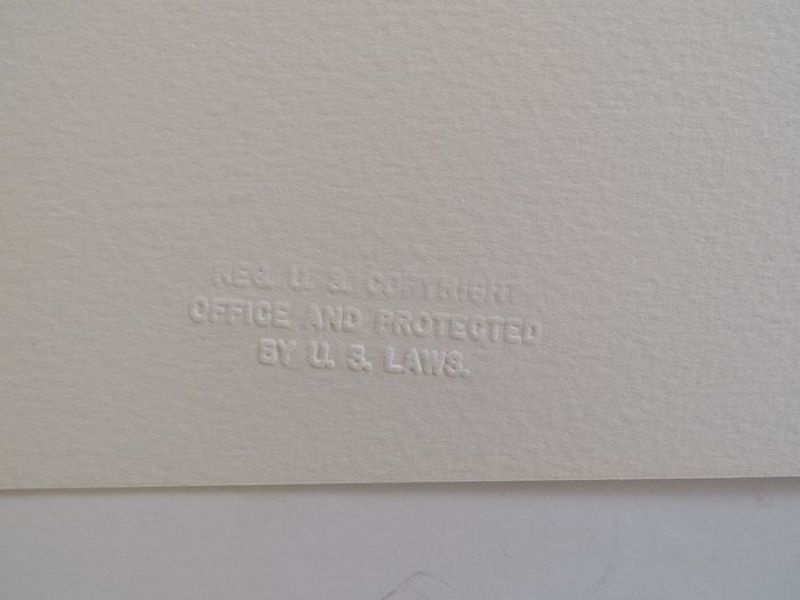 REG. U. S. COPYRIGHT
OFFICE AND PROTECTED
BY U. S. LAWS.